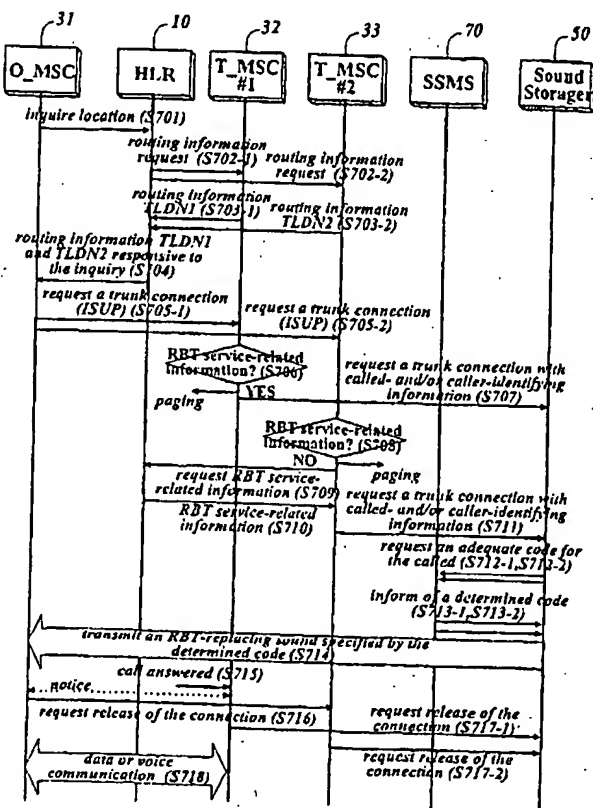 31
10
32
33
70
50
O_MSC
HLR
T_MSC
#1
T_MSC
#2
SSMS
Sound
Storager
inquire location (S701)
routing information
request (S702-1)
routing information
request (S702-2)
routing information
TLDN1 (S703-1)
routing information
TLDN2 (S703-2)
routing information TLDN1
and TLDN2 responsive to
the inquiry (S704)
request a trunk connection
(ISUP) (S705-1)
request a trunk connection
(ISUP) (S705-2)
RBT service-related
information? (S706)
YES
paging
request a trunk connection with
called- and/or caller-identifying
information (S707)
RBT service-related
information? (S708)
NO
paging
request RBT service-
related information (S709)
RBT service-related
information (S710)
request a trunk connection with
called- and/or caller-identifying
information (S711)
request an adequate code for
the called (S712-1,S712-2)
inform of a determined code
(S713-1,S713-2)
transmit an RBT-replacing sound specified by the
determined code (S714)
call answered (S715)
notice
request release of the connection (S716)
request release of the
connection (S717-1)
request release of the
connection (S717-2)
data or voice
communication (S718)